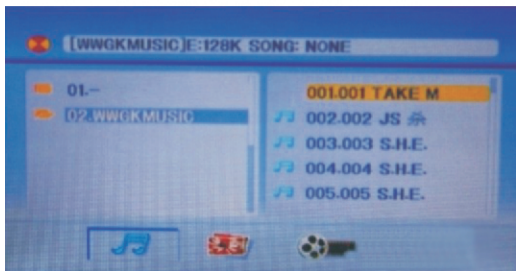 [WWGKMUSIC]E:128K SONG: NONE
01.--
02.WWGKMUSIC
001.001 TAKE M
002.002 JS
003.003 S.H.E.
004.004 S.H.E.
005.005 S.H.E.